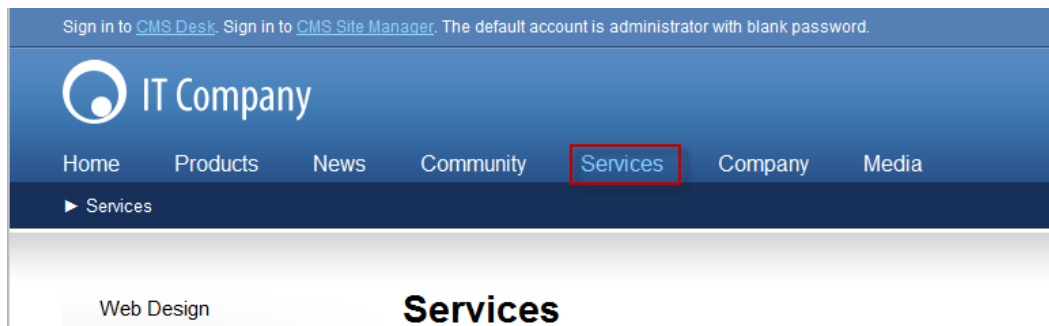 Sign in to CMS Desk. Sign in to CMS Site Manager. The default account is administrator with blank password.
IT Company
Home Products News Community Services Company Media
► Services
Web Design
Services